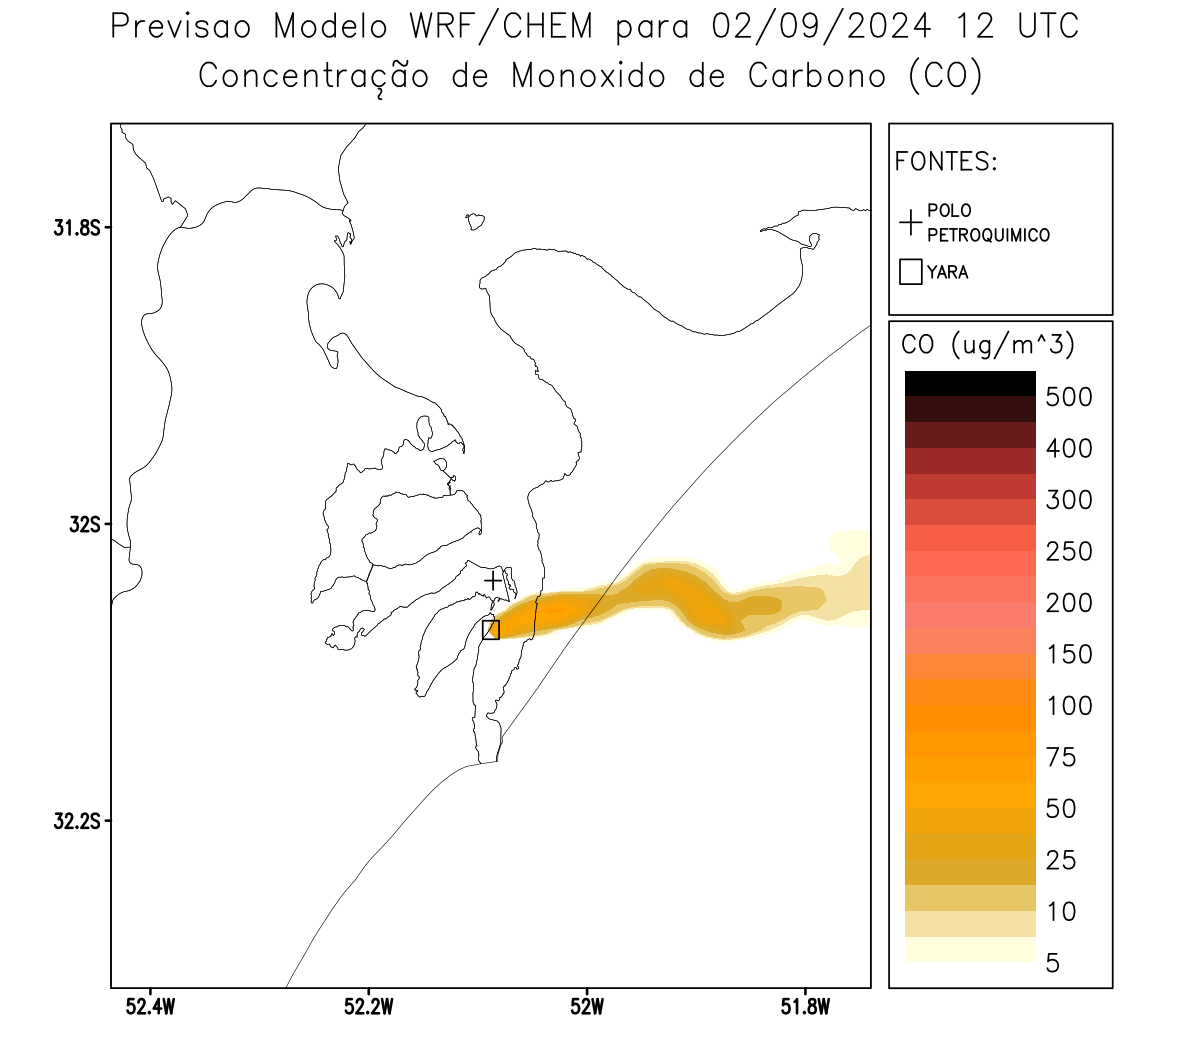 Previsao Modelo WRF/CHEM para 02/09/2024 12 UTC
Concentração de Monoxido de Carbono (CO)
FONTES:
POLO
PETROQUIMICO
YARA
CO (ug/m^3)
500
400
300
250
200
150
100
75
50
25
10
5
31.8S
32S
32.2S
52.4W
52.2W
52W
51.8W